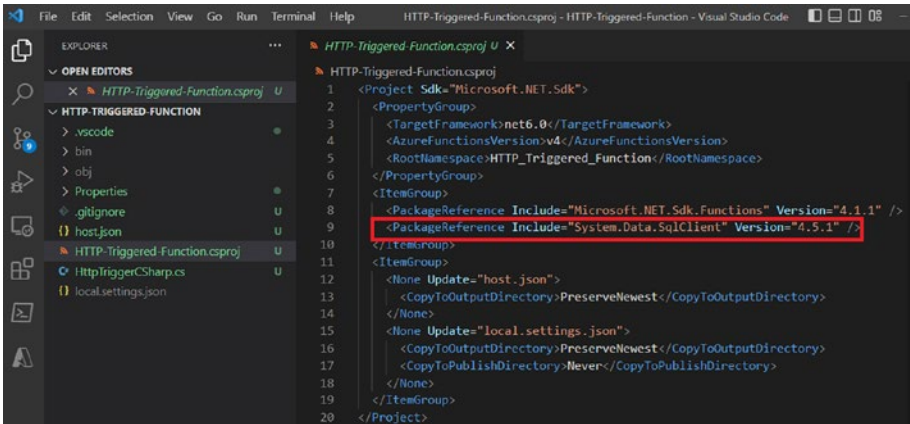 File Edit Selection View Go Run Terminal Help HTTP-Triggered-Function.csproj - HTTP-Triggered-Function - Visual Studio Code
EXPLORER
OPEN EDITORS
HTTP-Triggered-Function.csproj U
HTTP-TRIGGERED-FUNCTION
.vscode
bin
obj
Properties
.gitignore U
{} host.json U
HTTP-Triggered-Function.csproj U
C# HttpTriggerCSharp.cs U
{} local.settings.json
9
HTTP-Triggered-Function.csproj U
HTTP-Triggered-Function.csproj
1 <Project Sdk="Microsoft.NET.Sdk">
2 <PropertyGroup>
3 <TargetFramework>net6.0</TargetFramework>
4 <AzureFunctionsVersion>v4</AzureFunctionsVersion>
5 <RootNamespace>HTTP_Triggered_Function</RootNamespace>
6 </PropertyGroup>
7 <ItemGroup>
8 <PackageReference Include="Microsoft.NET.Sdk.Functions" Version="4.1.1" />
9 <PackageReference Include="System.Data.SqlClient" Version="4.5.1" />
10 </ItemGroup>
11 <ItemGroup>
12 <None Update="host.json">
13 <CopyToOutputDirectory>PreserveNewest</CopyToOutputDirectory>
14 </None>
15 <None Update="local.settings.json">
16 <CopyToOutputDirectory>PreserveNewest</CopyToOutputDirectory>
17 <CopyToPublishDirectory>Never</CopyToPublishDirectory>
18 </None>
19 </ItemGroup>
20 </Project>